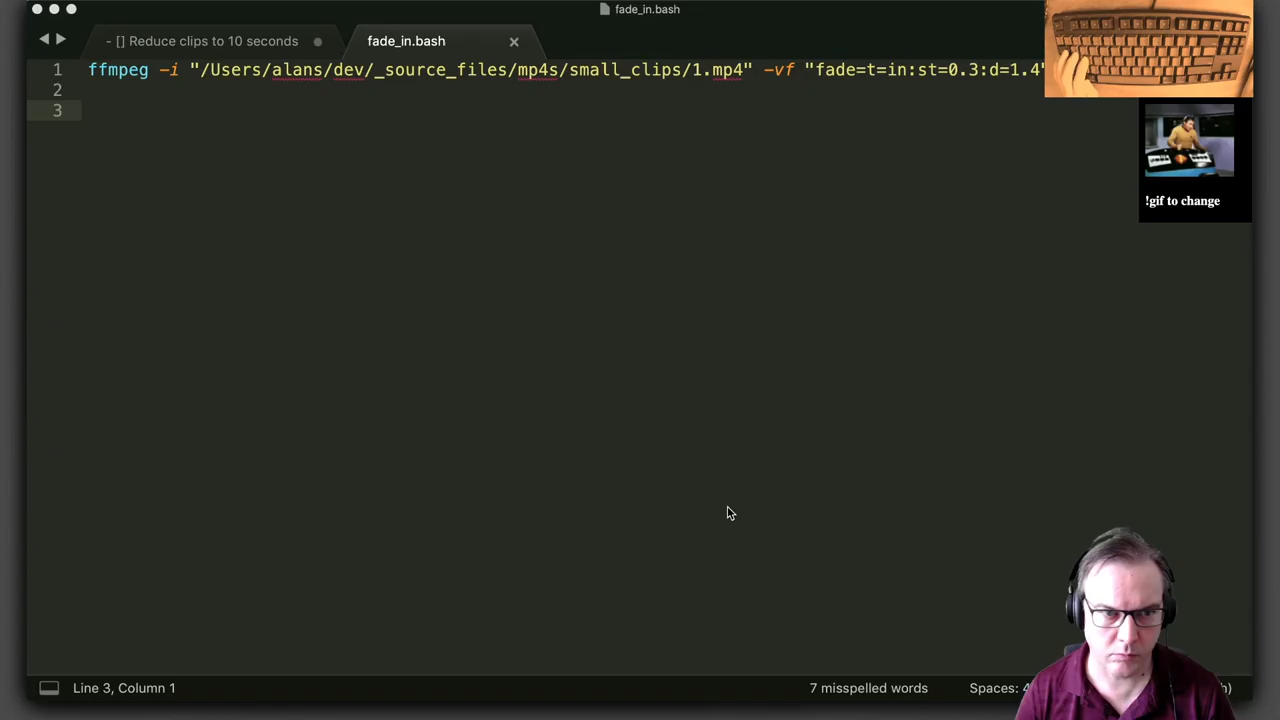 fade_in.bash
- [] Reduce clips to 10 seconds
fade_in.bash
1 ffmpeg -i "/Users/alans/dev/_source_files/mp4s/small_clips/1.mp4" -vf "fade=t=in:st=0.3:d=1.4"
2
3
!gif to change
Line 3, Column 1
7 misspelled words
Spaces: